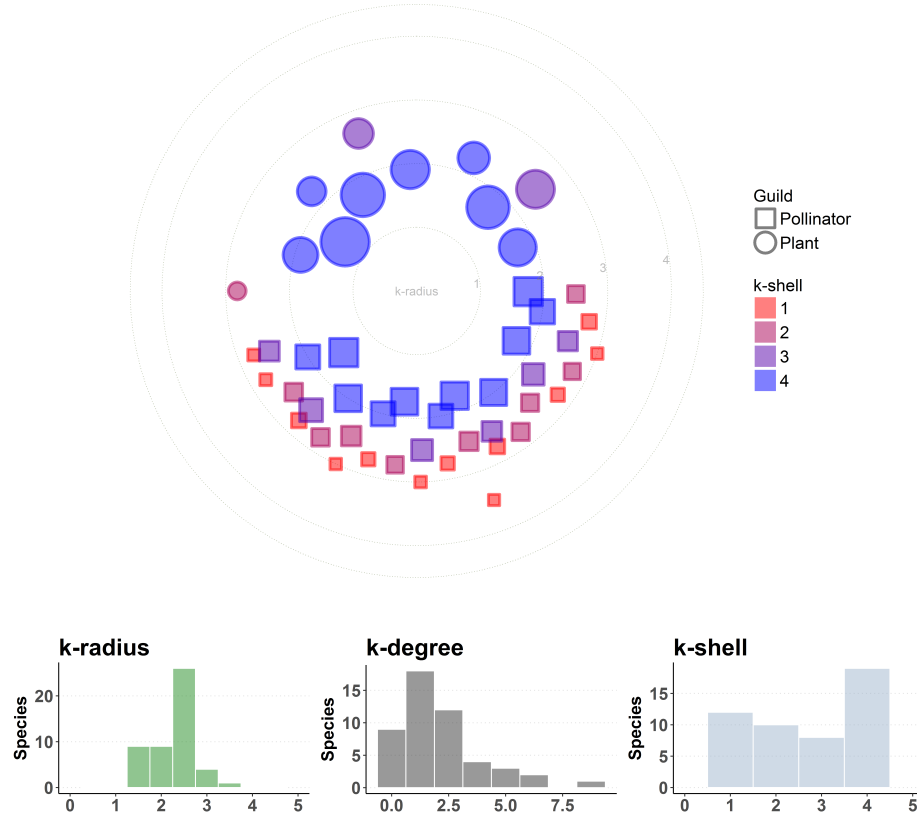 Guild
Pollinator
Plant
4
3
2
1
k-radius
k-shell
1
2
3
4
k-radius k-degree k-shell
Species
20
10
0
0 1 2 3 4 5
Species
15
10
5
0
0.0 2.5 5.0 7.5
Species
15
10
5
0
0 1 2 3 4 5